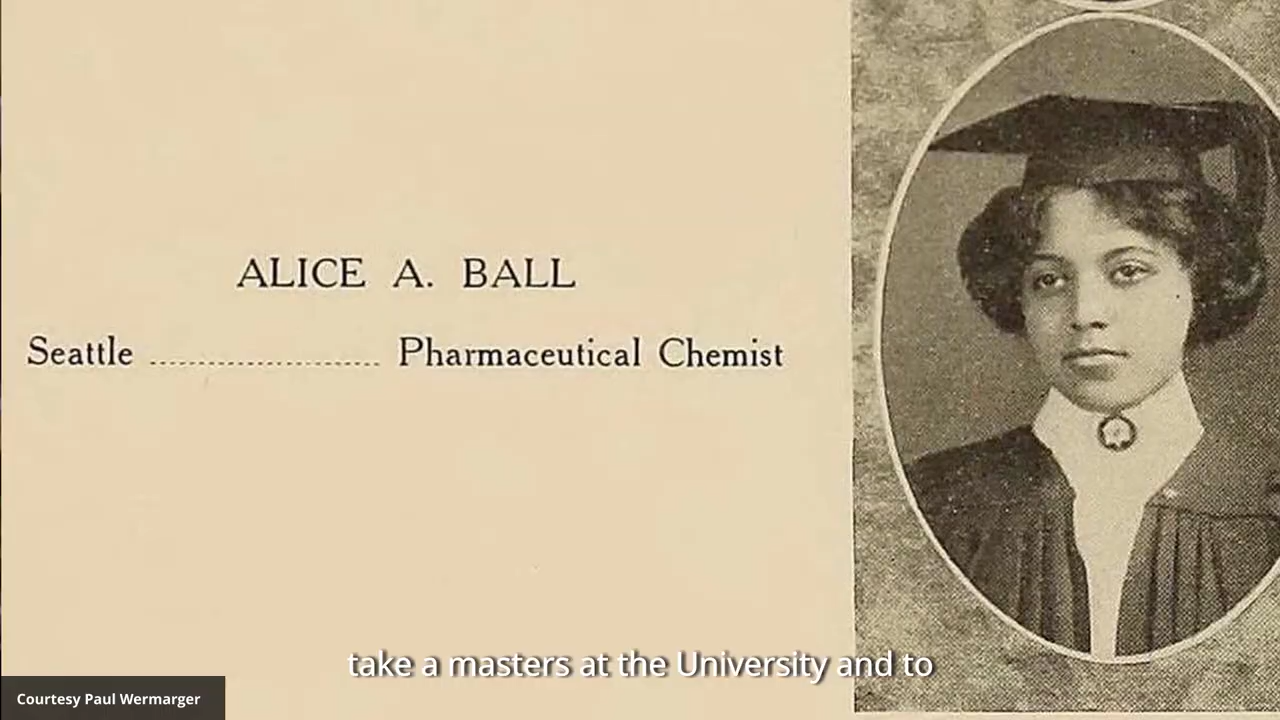 ALICE A. BALL
Seattle ........................ Pharmaceutical Chemist
take a masters at the University and to
Courtesy Paul Wermarger